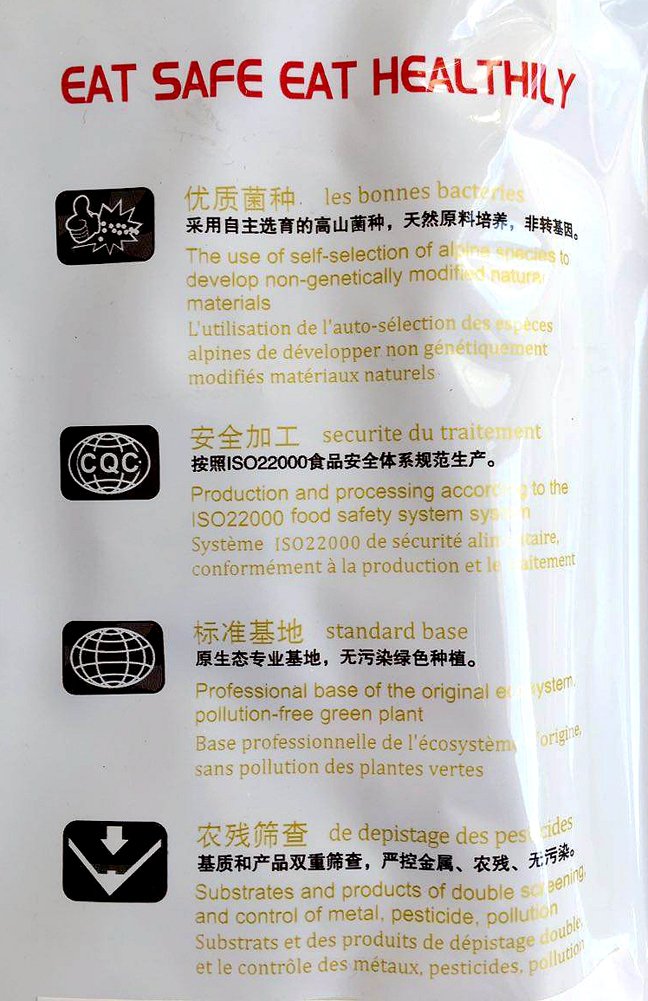 EAT SAFE EAT HEALTHILY
优质菌种 les bonnes bacteries
采用自主选育的高山菌种，天然原料培养，非转基因。
The use of self-selection of alpine species to
develop non-genetically modified natural
materials
L'utilisation de l'auto-sélection des espèces
alpines de développer non génétiquement
modifiés matériaux naturels
CQC
安全加工 securite du traitement
按照ISO22000食品安全体系规范生产。
Production and processing according to the
ISO22000 food safety system system
Système ISO22000 de sécurité alimentaire,
conformément à la production et le traitement
标准基地 standard base
原生态专业基地，无污染绿色种植。
Professional base of the original ecosystem,
pollution-free green plant
Base professionnelle de l'écosystème d'origine,
sans pollution des plantes vertes
农残筛查 de depistage des pesticides
基质和产品双重筛查，严控金属、农残、无污染。
Substrates and products of double screening,
and control of metal, pesticide, pollution
Substrats et des produits de dépistage double,
et le contrôle des métaux, pesticides, pollution